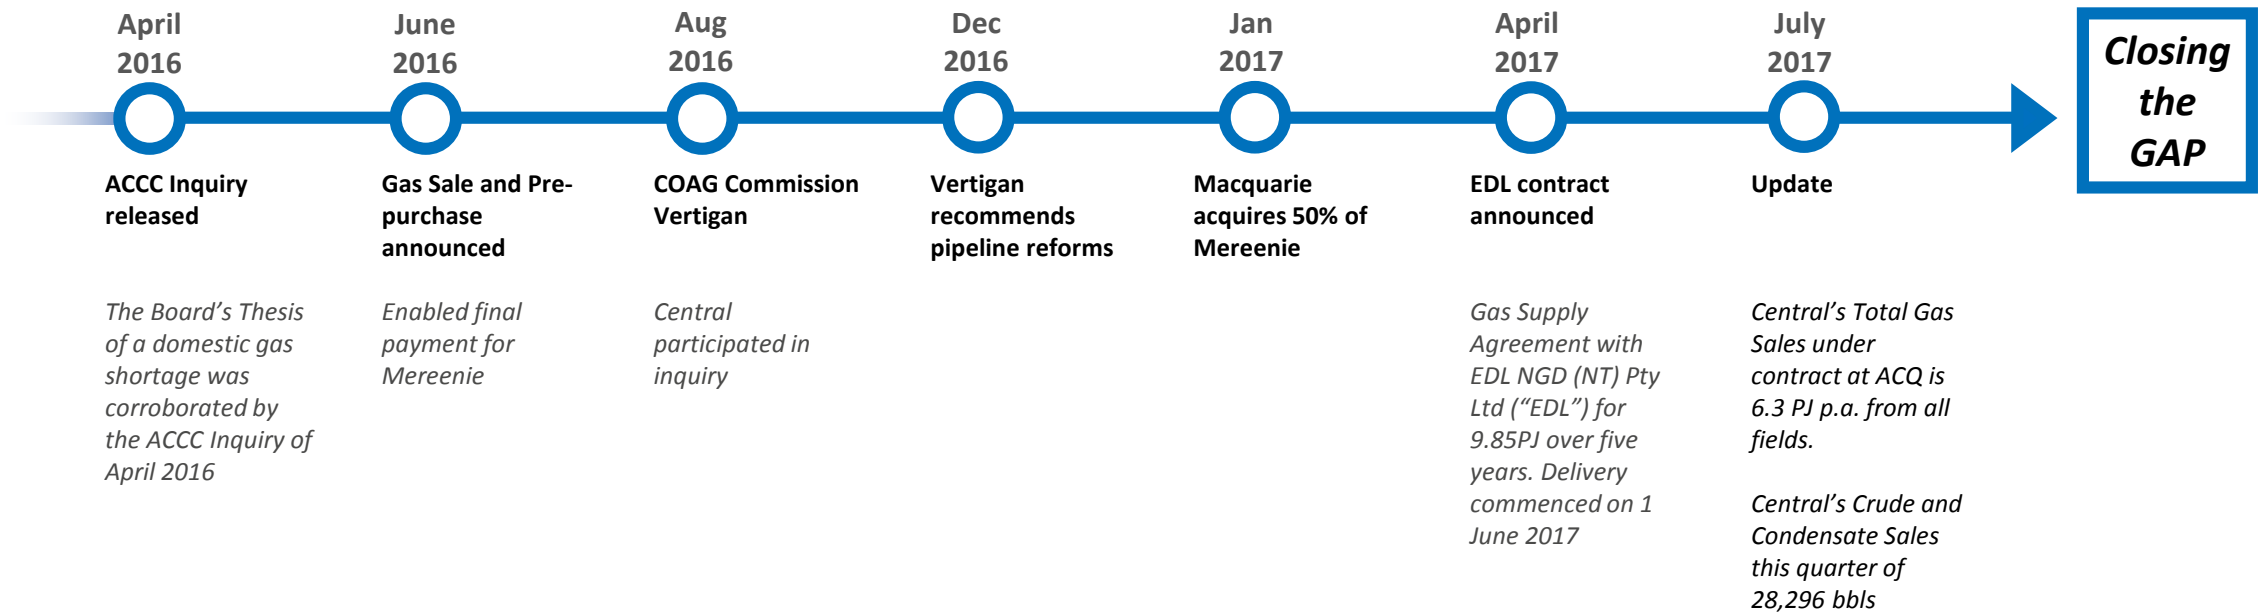 April
2016
June
2016
Aug
2016
Dec
2016
Jan
2017
April
2017
July
2017
Closing
the
GAP
ACCC Inquiry
released
Gas Sale and Pre-
purchase
announced
COAG Commission
Vertigan
Vertigan
recommends
pipeline reforms
Macquarie
acquires 50% of
Mereenie
EDL contract
announced
Update
The Board’s Thesis
of a domestic gas
shortage was
corroborated by
the ACCC Inquiry of
April 2016
Enabled final
payment for
Mereenie
Central
participated in
inquiry
Gas Supply
Agreement with
EDL NGD (NT) Pty
Ltd (“EDL”) for
9.85PJ over five
years. Delivery
commenced on 1
June 2017
Central’s Total Gas
Sales under
contract at ACQ is
6.3 PJ p.a. from all
fields.
Central’s Crude and
Condensate Sales
this quarter of
28,296 bbls